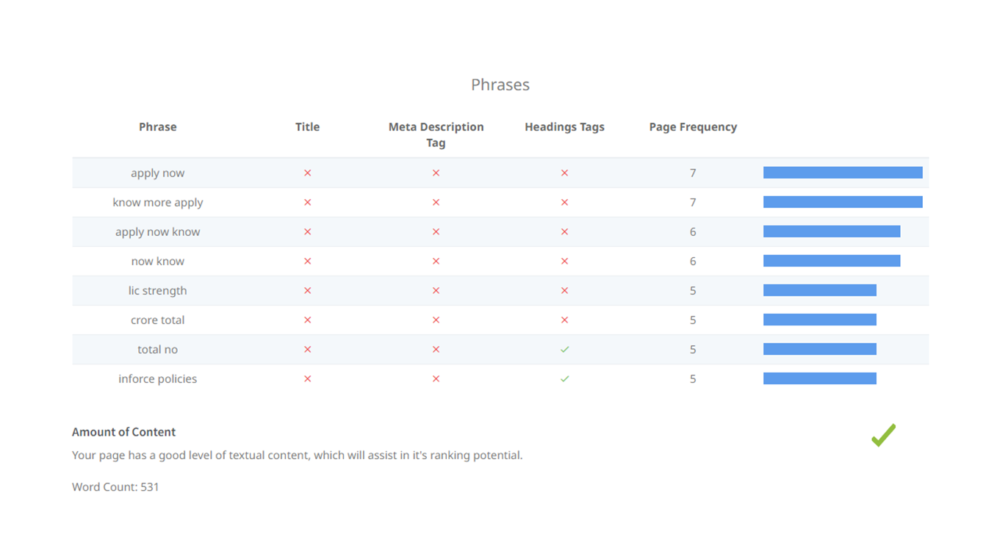 Phrases
Phrase Title Meta Description Tag Headings Tags Page Frequency
apply now ✗ ✗ ✗ 7
know more apply ✗ ✗ ✗ 7
apply now know ✗ ✗ ✗ 6
now know ✗ ✗ ✗ 6
lic strength ✗ ✗ ✗ 5
crore total ✗ ✗ ✗ 5
total no ✗ ✗ ✓ 5
inforce policies ✗ ✗ ✓ 5
Amount of Content
Your page has a good level of textual content, which will assist in it's ranking potential.
Word Count: 531